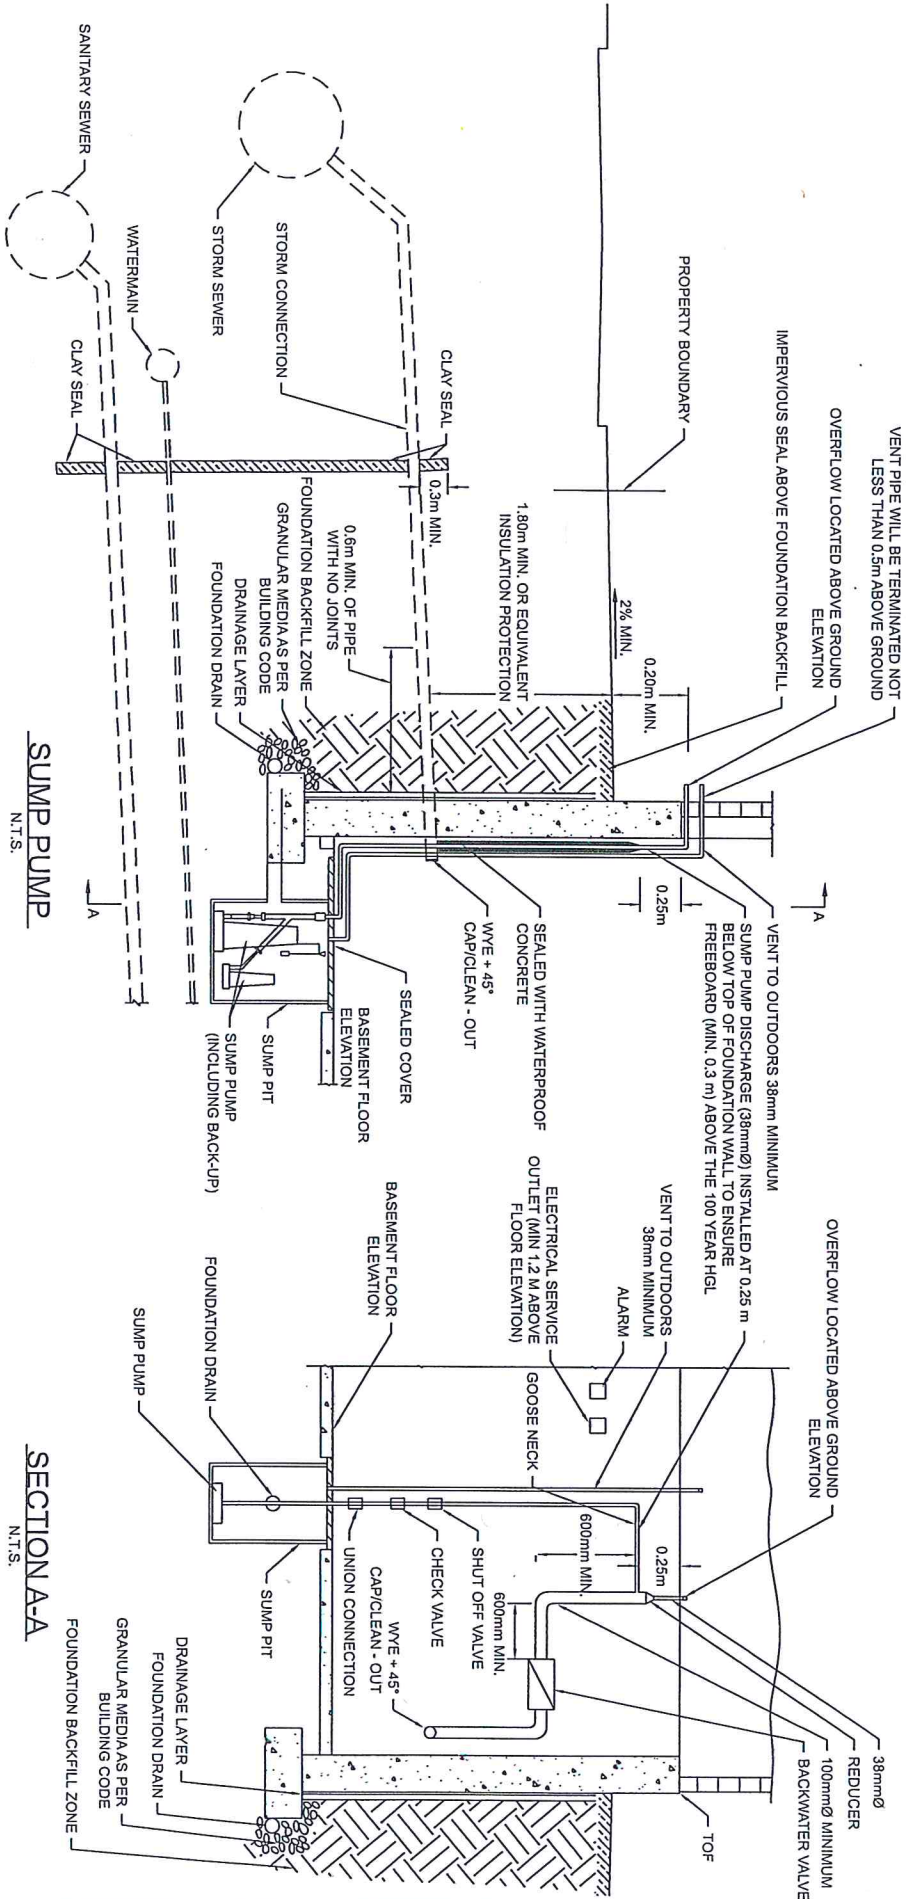 VENT PIPE WILL BE TERMINATED NOT
LESS THAN 0.5m ABOVE GROUND
OVERFLOW LOCATED ABOVE GROUND
ELEVATION
IMPERVIOUS SEAL ABOVE FOUNDATION BACKFILL
PROPERTY BOUNDARY
2% MIN.
0.20m MIN.
1.80m MIN. OR EQUIVALENT
INSULATION PROTECTION
0.3m MIN.
CLAY SEAL
STORM CONNECTION
STORM SEWER
SANITARY SEWER
WATERMAIN
CLAY SEAL
0.6m MIN. OF PIPE
WITH NO JOINTS
FOUNDATION BACKFILL ZONE
GRANULAR MEDIA AS PER
BUILDING CODE
DRAINAGE LAYER
FOUNDATION DRAIN
A
A
0.25m
VENT TO OUTDOORS 38mm MINIMUM
SUMP PUMP DISCHARGE (38mmØ) INSTALLED AT 0.25 m
BELOW TOP OF FOUNDATION WALL TO ENSURE
FREEBOARD (MIN. 0.3 m) ABOVE THE 100 YEAR HGL
SEALED WITH WATERPROOF
CONCRETE
WYE + 45°
CAP/CLEAN - OUT
SEALED COVER
BASEMENT FLOOR
ELEVATION
SUMP PIT
SUMP PUMP
(INCLUDING BACK-UP)
SUMP PUMP
N.T.S.
OVERFLOW LOCATED ABOVE GROUND
ELEVATION
VENT TO OUTDOORS
38mm MINIMUM
ALARM
ELECTRICAL SERVICE
OUTLET (MIN 1.2 M ABOVE
FLOOR ELEVATION)
GOOSE NECK
BASEMENT FLOOR
ELEVATION
FOUNDATION DRAIN
SUMP PUMP
0.25m
600mm MIN.
600mm MIN.
SHUT OFF VALVE
CHECK VALVE
UNION CONNECTION
WYE + 45°
CAP/CLEAN - OUT
SUMP PIT
38mmØ
REDUCER
100mmØ MINIMUM
BACKWATER VALVE
TOF
DRAINAGE LAYER
FOUNDATION DRAIN
GRANULAR MEDIA AS PER
BUILDING CODE
FOUNDATION BACKFILL ZONE
SECTION A-A
N.T.S.